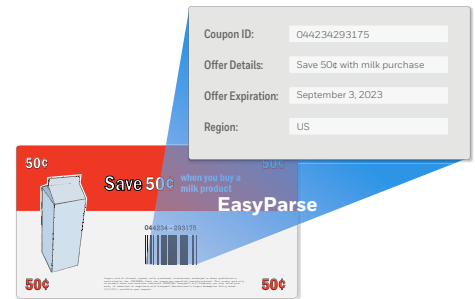 Coupon ID: 044234293175
Offer Details: Save 50¢ with milk purchase
Offer Expiration: September 3, 2023
Region: US
50¢ 50¢
Save 50¢ when you buy a
milk product
EasyParse
044234-293175
50¢ 50¢